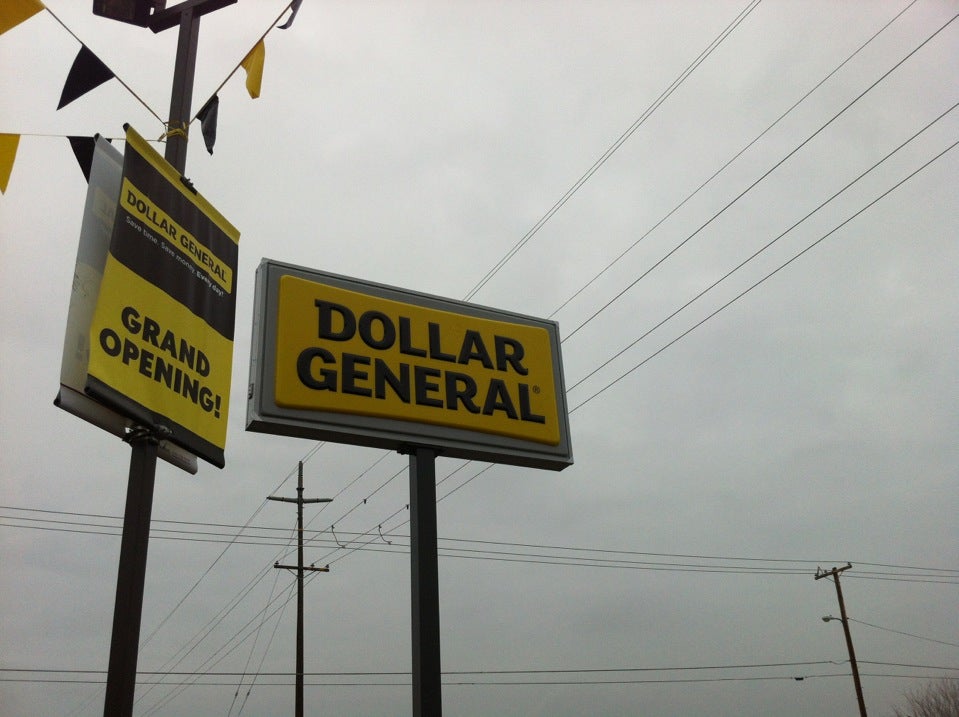 DOLLAR GENERAL
Save time. Save money. Every day!
GRAND
OPENING!
DOLLAR
GENERAL®